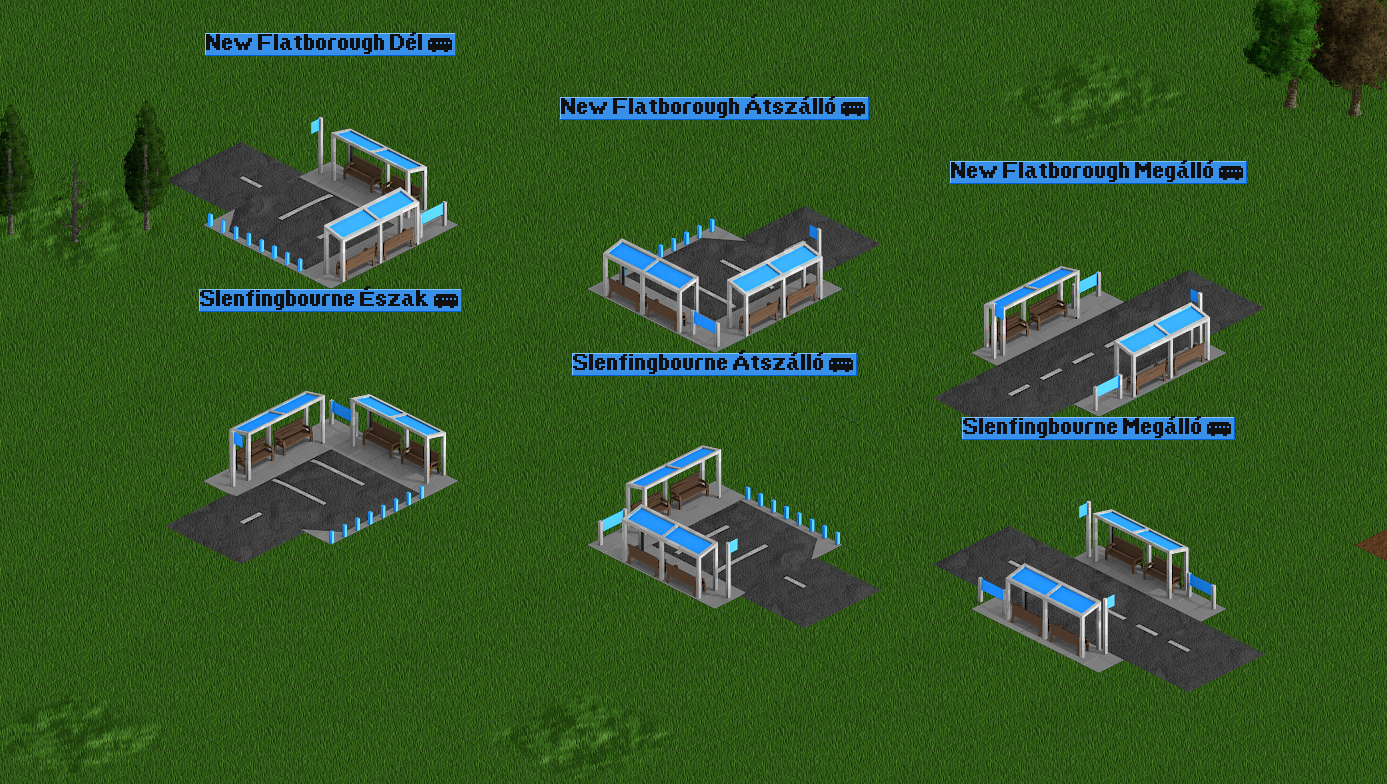 New Flatborough Dél
New Flatborough Átszálló
New Flatborough Megálló
Slenfingbourne Észak
Slenfingbourne Átszálló
Slenfingbourne Megálló